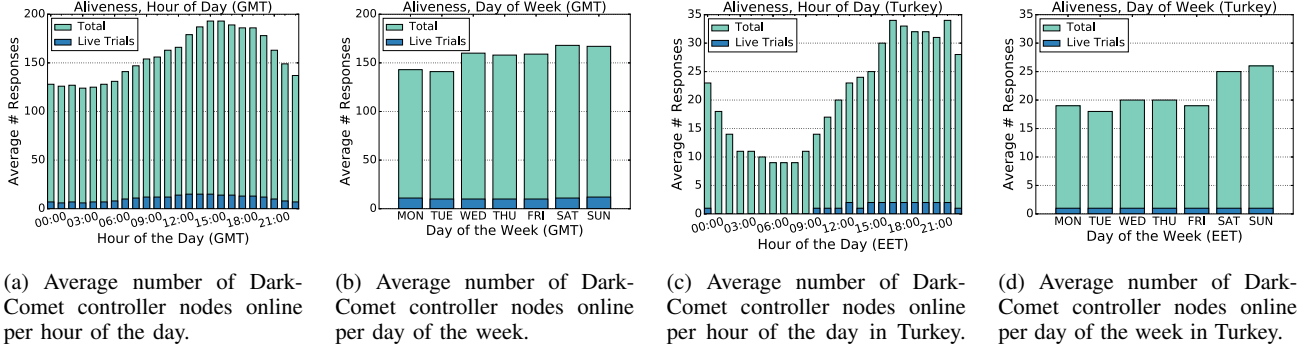 Aliveness, Hour of Day (GMT)
Total
Live Trials
200
150
100
50
0
Average # Responses
00:00
03:00
06:00
09:00
12:00
15:00
18:00
21:00
Hour of the Day (GMT)
(a) Average number of Dark-
Comet controller nodes online
per hour of the day.
Aliveness, Day of Week (GMT)
Total
Live Trials
200
150
100
50
0
Average # Responses
MON TUE WED THU FRI SAT SUN
Day of the Week (GMT)
(b) Average number of Dark-
Comet controller nodes online
per day of the week.
Aliveness, Hour of Day (Turkey)
Total
Live Trials
35
30
25
20
15
10
5
0
Average # Responses
00:00
03:00
06:00
09:00
12:00
15:00
18:00
21:00
Hour of the Day (EET)
(c) Average number of Dark-
Comet controller nodes online
per hour of the day in Turkey.
Aliveness, Day of Week (Turkey)
Total
Live Trials
35
30
25
20
15
10
5
0
Average # Responses
MON TUE WED THU FRI SAT SUN
Day of the Week (EET)
(d) Average number of Dark-
Comet controller nodes online
per day of the week in Turkey.